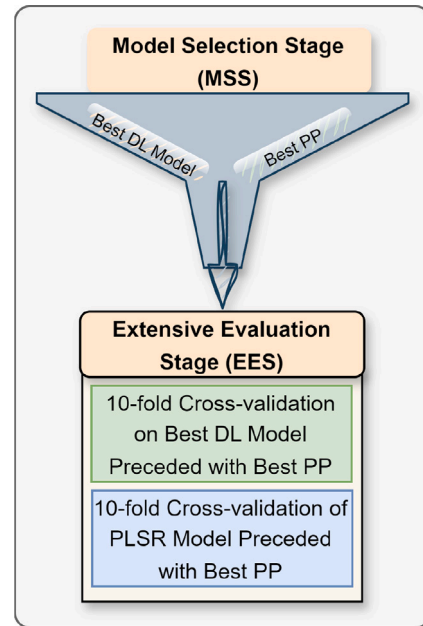 Model Selection Stage
(MSS)
Best DL Model
Best PP
Extensive Evaluation
Stage (EES)
10-fold Cross-validation
on Best DL Model
Preceded with Best PP
10-fold Cross-validation of
PLSR Model Preceded
with Best PP